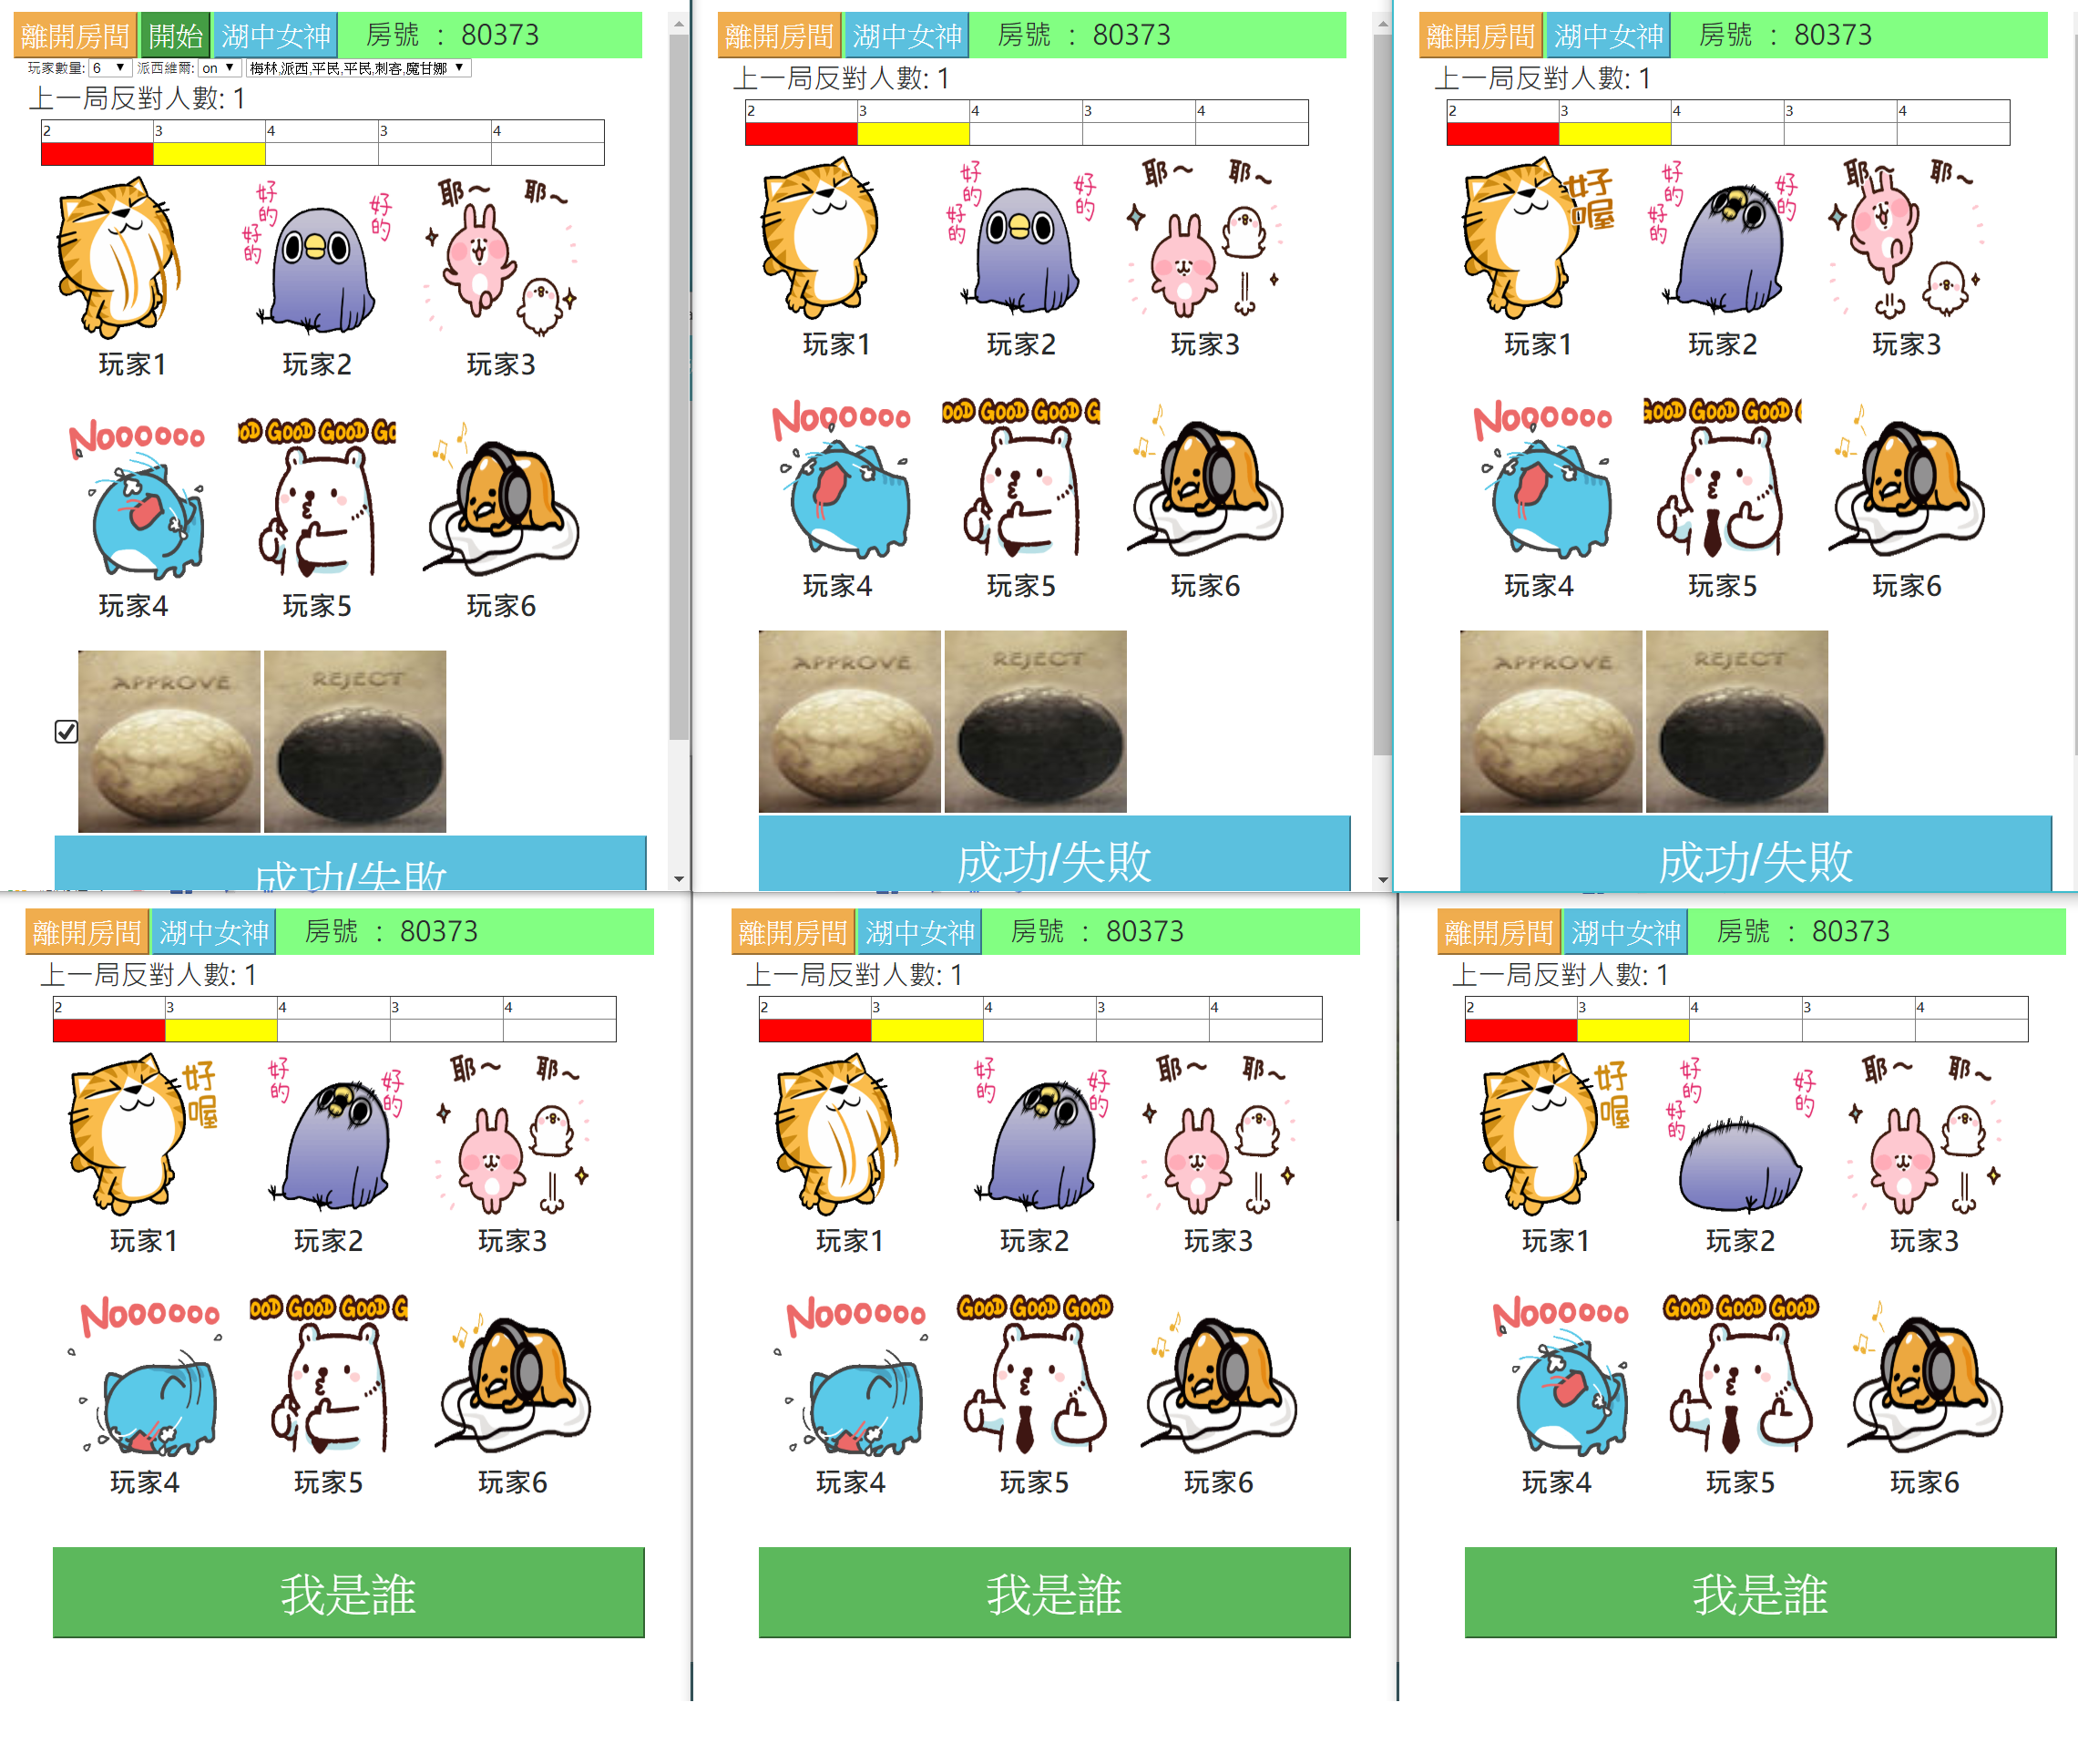 離開房間 開始 湖中女神 房號 : 80373
玩家數量: 6 派西維爾: on 梅林,派西,平民,平民,刺客,魔甘娜
上一局反對人數: 1
2 3 4 3 4
好的 好的 好的 耶~ 耶~
玩家1 玩家2 玩家3
Noooooo OOD GOOD GOOD GO
玩家4 玩家5 玩家6
APPROVE REJECT
成功/失敗
離開房間 湖中女神 房號 : 80373
上一局反對人數: 1
2 3 4 3 4
好的 好的 好的 耶~ 耶~
玩家1 玩家2 玩家3
Noooooo OOD GOOD GOOD G
玩家4 玩家5 玩家6
APPROVE REJECT
成功/失敗
離開房間 湖中女神 房號 : 80373
上一局反對人數: 1
2 3 4 3 4
好喔 好的 好的 好的 耶~ 耶~
玩家1 玩家2 玩家3
Noooooo GOOD GOOD GOOD
玩家4 玩家5 玩家6
APPROVE REJECT
成功/失敗
離開房間 湖中女神 房號 : 80373
上一局反對人數: 1
2 3 4 3 4
好喔 好的 好的 耶~ 耶~
玩家1 玩家2 玩家3
Noooooo OOD GOOD GOOD G
玩家4 玩家5 玩家6
我是誰
離開房間 湖中女神 房號 : 80373
上一局反對人數: 1
2 3 4 3 4
好的 好的 耶~ 耶~
玩家1 玩家2 玩家3
Noooooo GOOD GOOD GOOD
玩家4 玩家5 玩家6
我是誰
離開房間 湖中女神 房號 : 80373
上一局反對人數: 1
2 3 4 3 4
好喔 好的 好的 好的 耶~ 耶~
玩家1 玩家2 玩家3
Noooooo GOOD GOOD GOOD
玩家4 玩家5 玩家6
我是誰